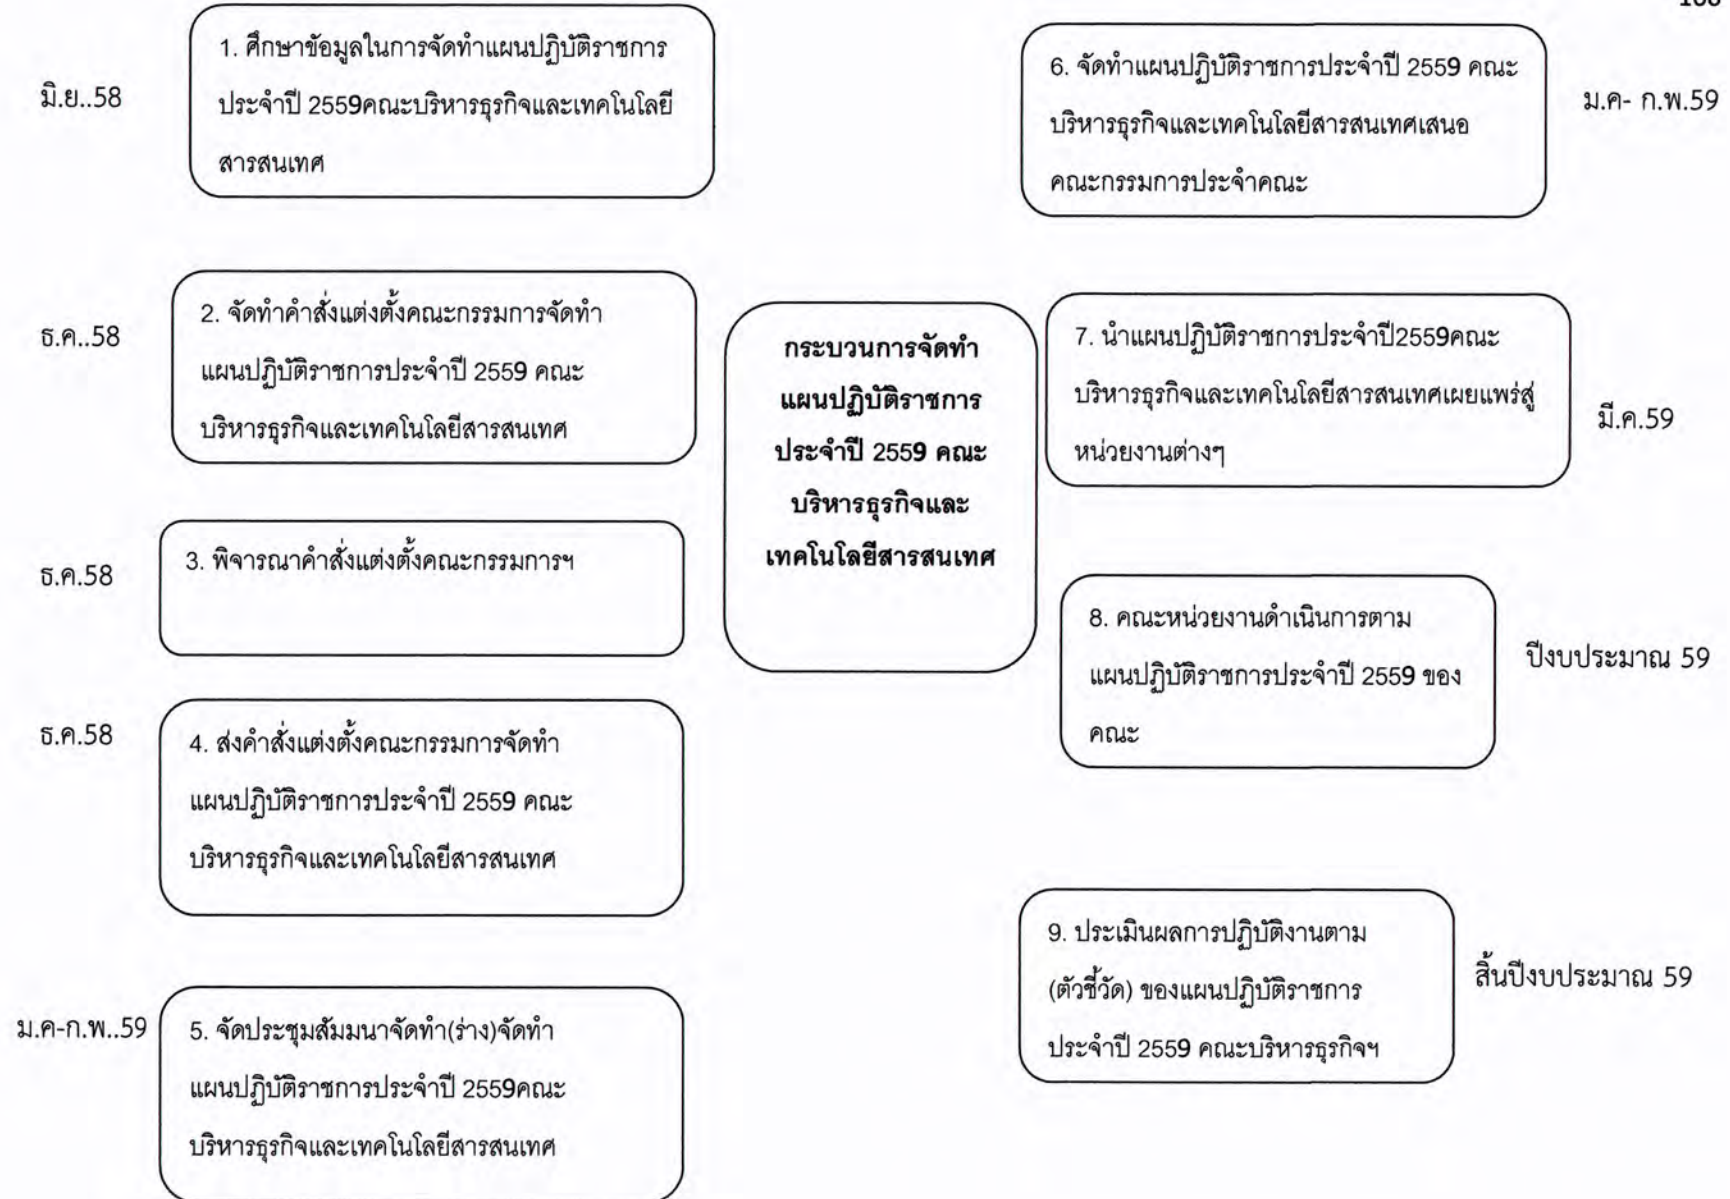 มิ.ย..58
1. ศึกษาข้อมูลในการจัดทำแผนปฏิบัติราชการ
ประจำปี 2559คณะบริหารธุรกิจและเทคโนโลยี
สารสนเทศ
ธ.ค..58
2. จัดทำคำสั่งแต่งตั้งคณะกรรมการจัดทำ
แผนปฏิบัติราชการประจำปี 2559 คณะ
บริหารธุรกิจและเทคโนโลยีสารสนเทศ
ธ.ค.58
3. พิจารณาคำสั่งแต่งตั้งคณะกรรมการฯ
ธ.ค.58
4. ส่งคำสั่งแต่งตั้งคณะกรรมการจัดทำ
แผนปฏิบัติราชการประจำปี 2559 คณะ
บริหารธุรกิจและเทคโนโลยีสารสนเทศ
ม.ค-ก.พ..59
5. จัดประชุมสัมมนาจัดทำ(ร่าง)จัดทำ
แผนปฏิบัติราชการประจำปี 2559คณะ
บริหารธุรกิจและเทคโนโลยีสารสนเทศ
กระบวนการจัดทำ
แผนปฏิบัติราชการ
ประจำปี 2559 คณะ
บริหารธุรกิจและ
เทคโนโลยีสารสนเทศ
6. จัดทำแผนปฏิบัติราชการประจำปี 2559 คณะ
บริหารธุรกิจและเทคโนโลยีสารสนเทศเสนอ
คณะกรรมการประจำคณะ
ม.ค- ก.พ.59
7. นำแผนปฏิบัติราชการประจำปี2559คณะ
บริหารธุรกิจและเทคโนโลยีสารสนเทศเผยแพร่สู่
หน่วยงานต่างๆ
มี.ค.59
8. คณะหน่วยงานดำเนินการตาม
แผนปฏิบัติราชการประจำปี 2559 ของ
คณะ
ปีงบประมาณ 59
9. ประเมินผลการปฏิบัติงานตาม
(ตัวชี้วัด) ของแผนปฏิบัติราชการ
ประจำปี 2559 คณะบริหารธุรกิจฯ
สิ้นปีงบประมาณ 59